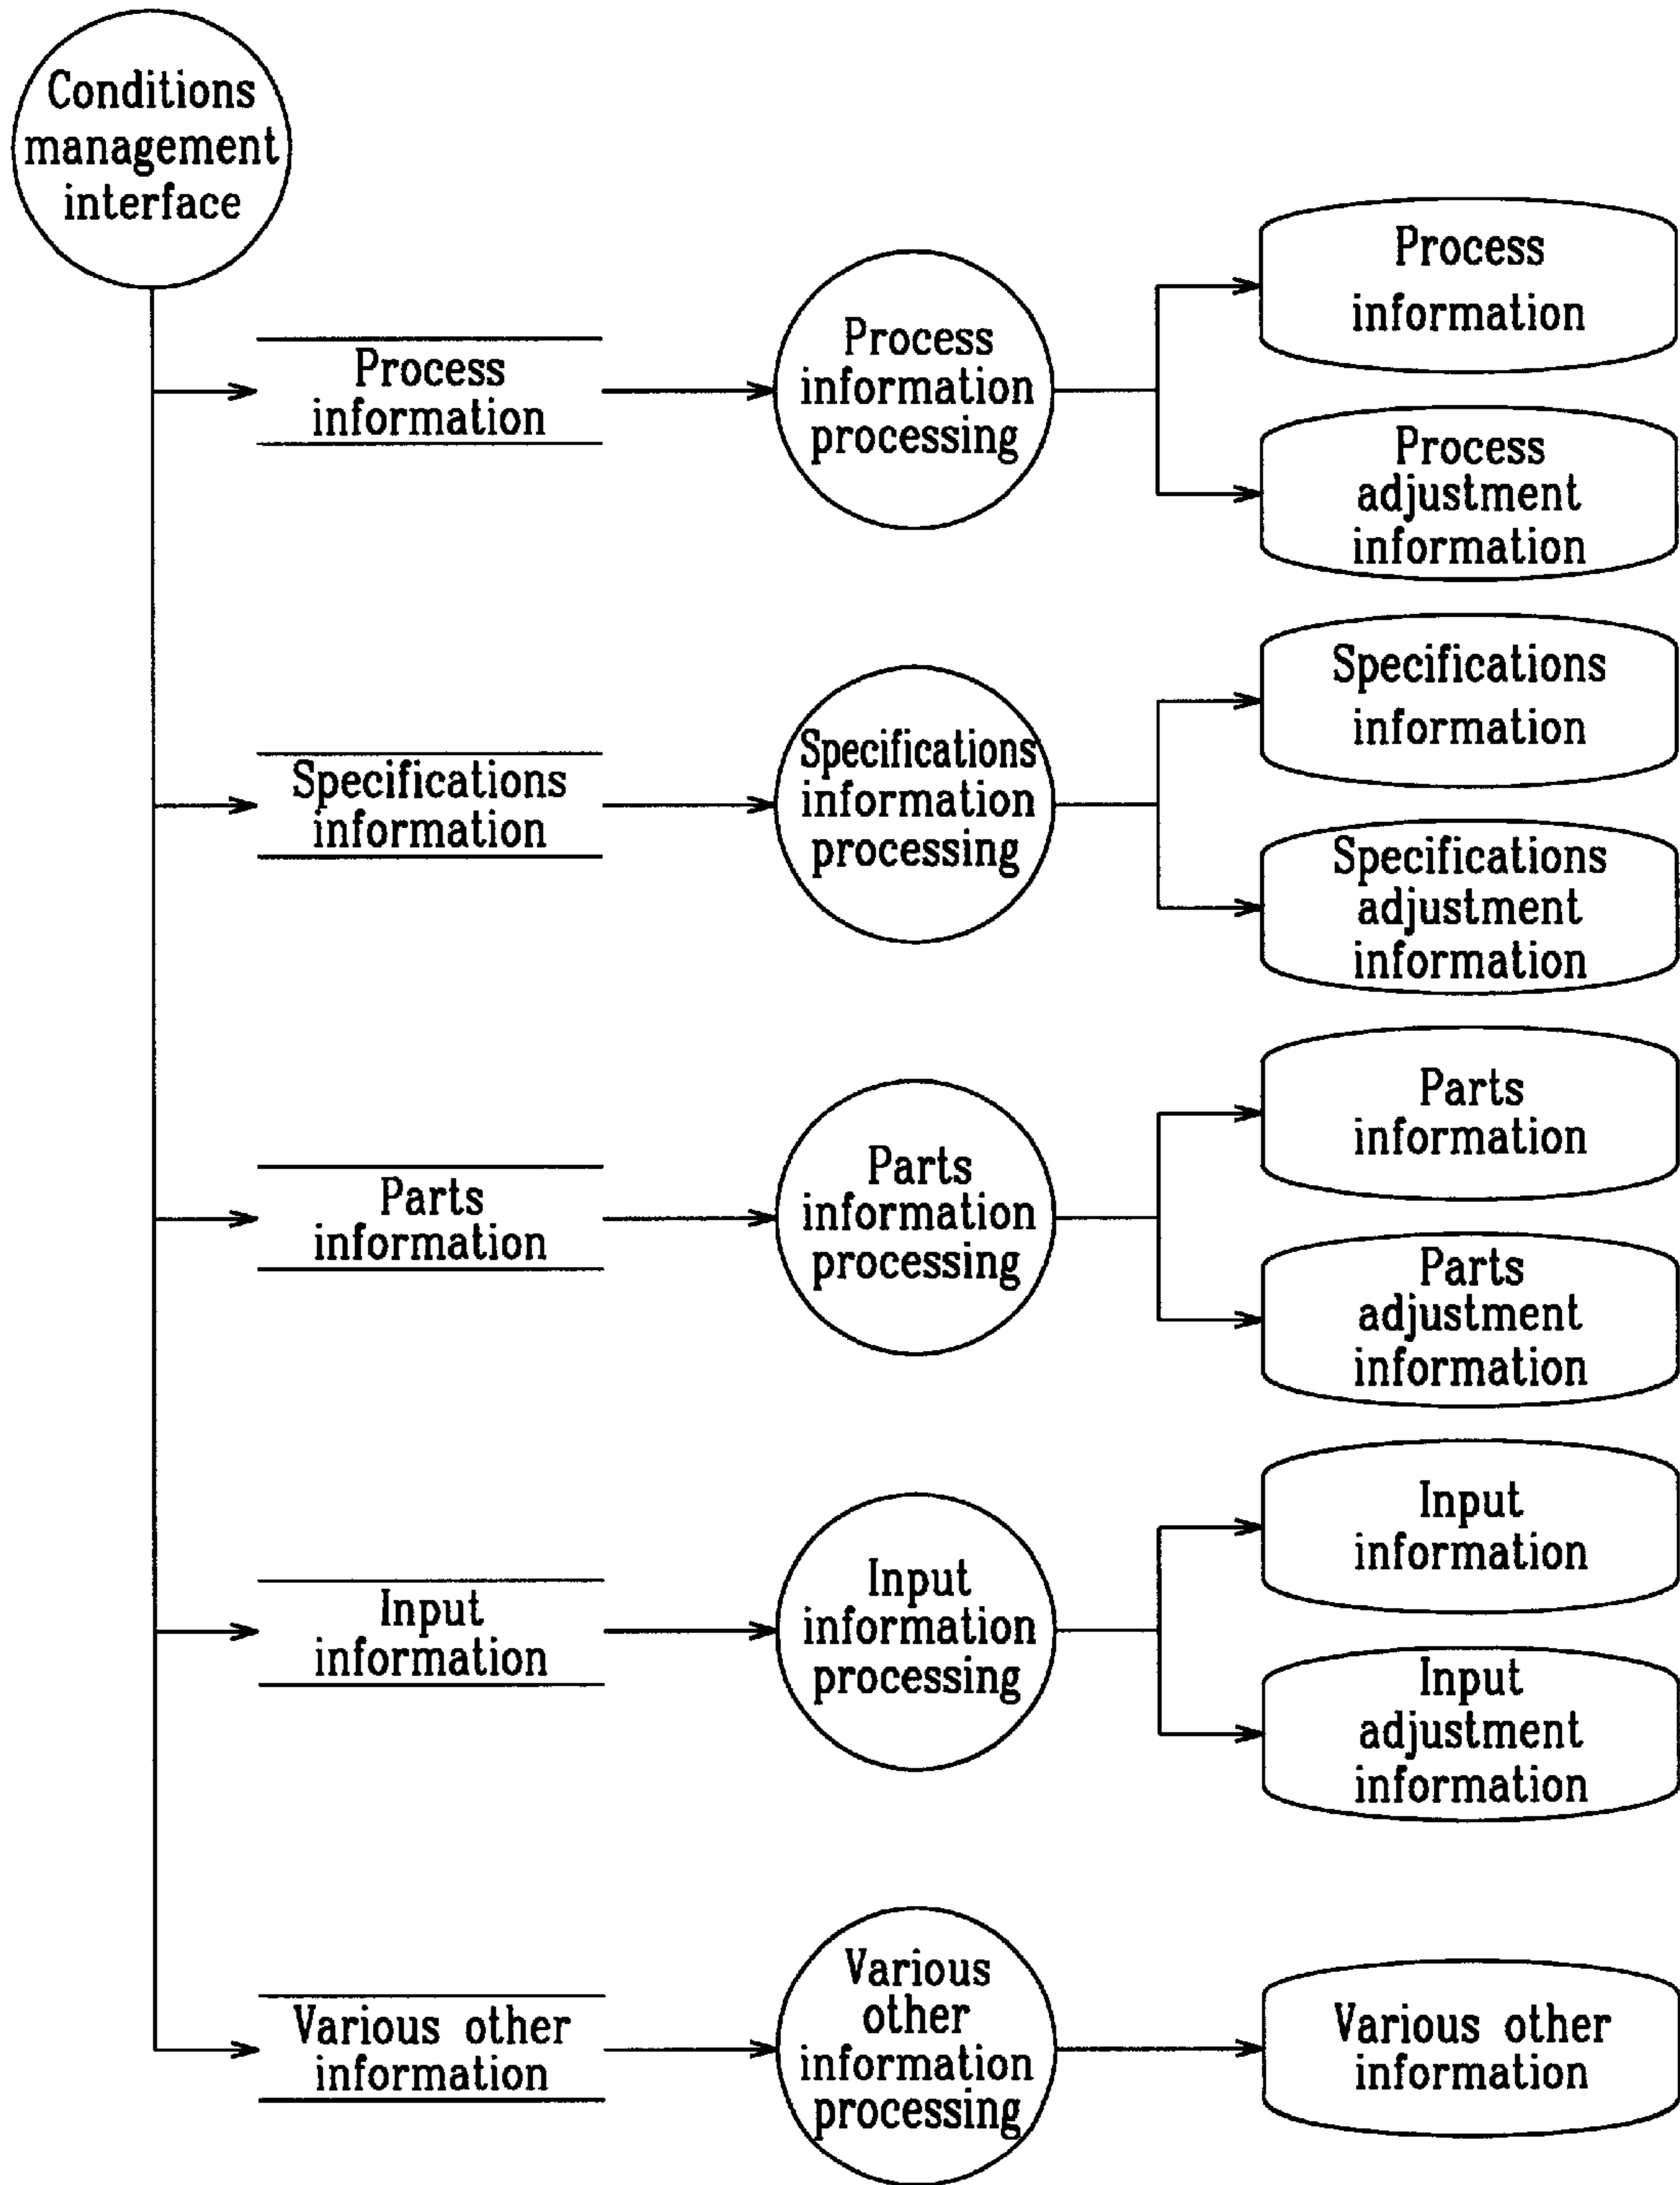 Conditions
management
interface
Process
information
Process
information
processing
Process
information
Process
adjustment
information
Specifications
information
Specifications
information
processing
Specifications
information
Specifications
adjustment
information
Parts
information
Parts
information
processing
Parts
information
Parts
adjustment
information
Input
information
Input
information
processing
Input
information
Input
adjustment
information
Various other
information
Various
other
information
processing
Various other
information